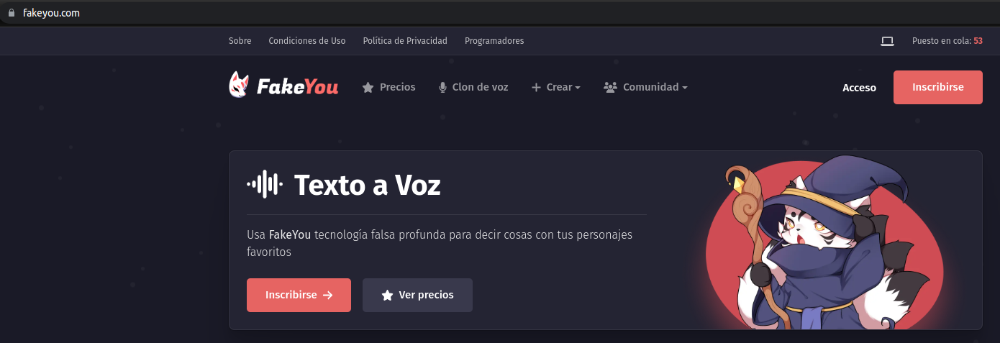 fakeyou.com
Sobre Condiciones de Uso Política de Privacidad Programadores Puesto en cola: 53
FakeYou Precios Clon de voz Crear Comunidad Acceso Inscribirse
Texto a Voz
Usa FakeYou tecnología falsa profunda para decir cosas con tus personajes
favoritos
Inscribirse Ver precios